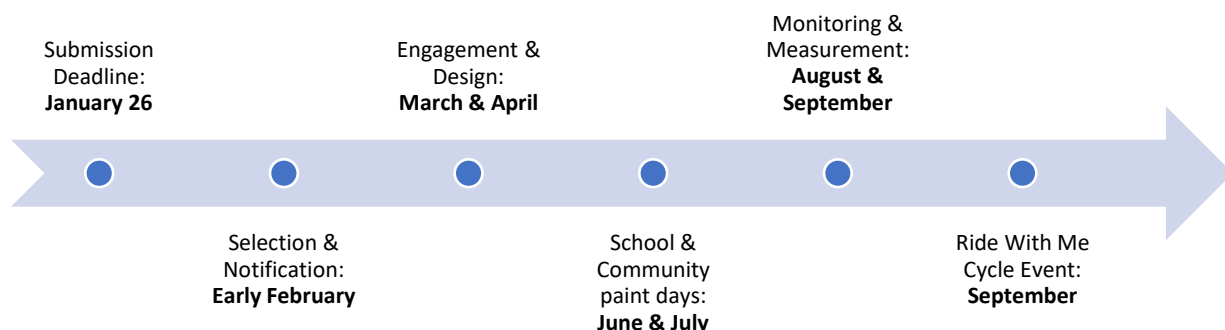 Submission
Deadline:
January 26
Selection &
Notification:
Early February
Engagement &
Design:
March & April
School &
Community
paint days:
June & July
Monitoring &
Measurement:
August &
September
Ride With Me
Cycle Event:
September